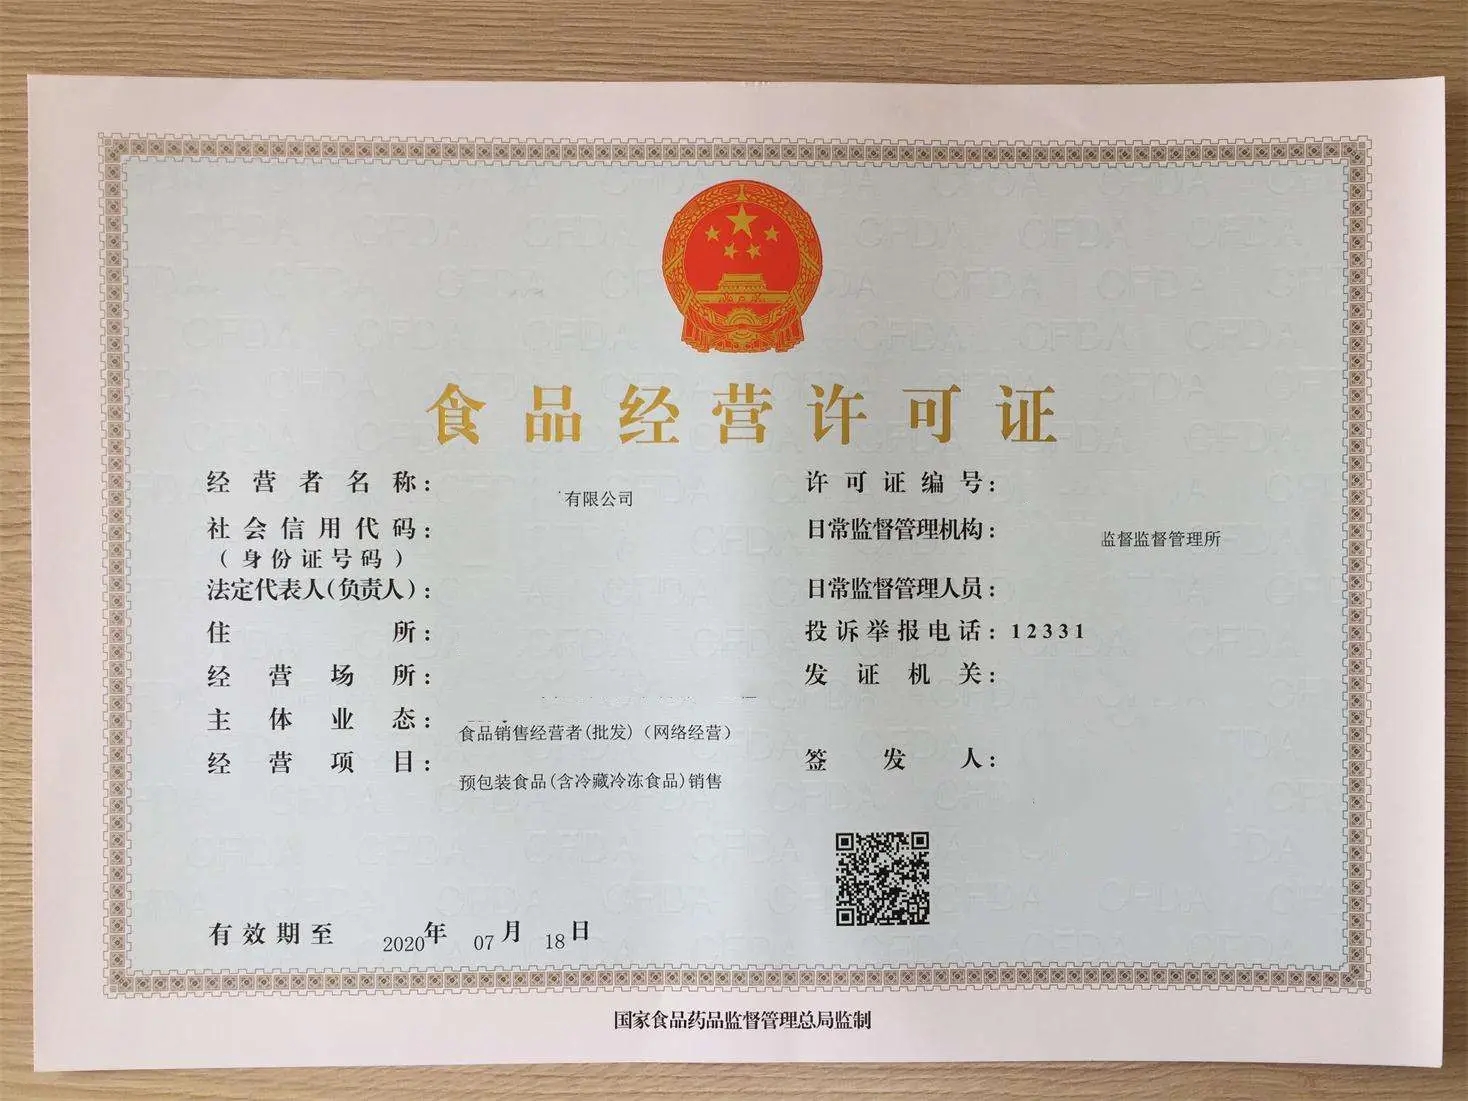 食品经营许可证
经营者名称：有限公司
社会信用代码：
（身份证号码）
法定代表人（负责人）：
住所：
经营场所：
主体业态：食品销售经营者(批发)（网络经营）
经营项目：预包装食品(含冷藏冷冻食品)销售
有效期至 2020年07月18日
许可证编号：
日常监督管理机构：监督监督管理所
日常监督管理人员：
投诉举报电话：12331
发证机关：
签发人：
国家食品药品监督管理总局监制